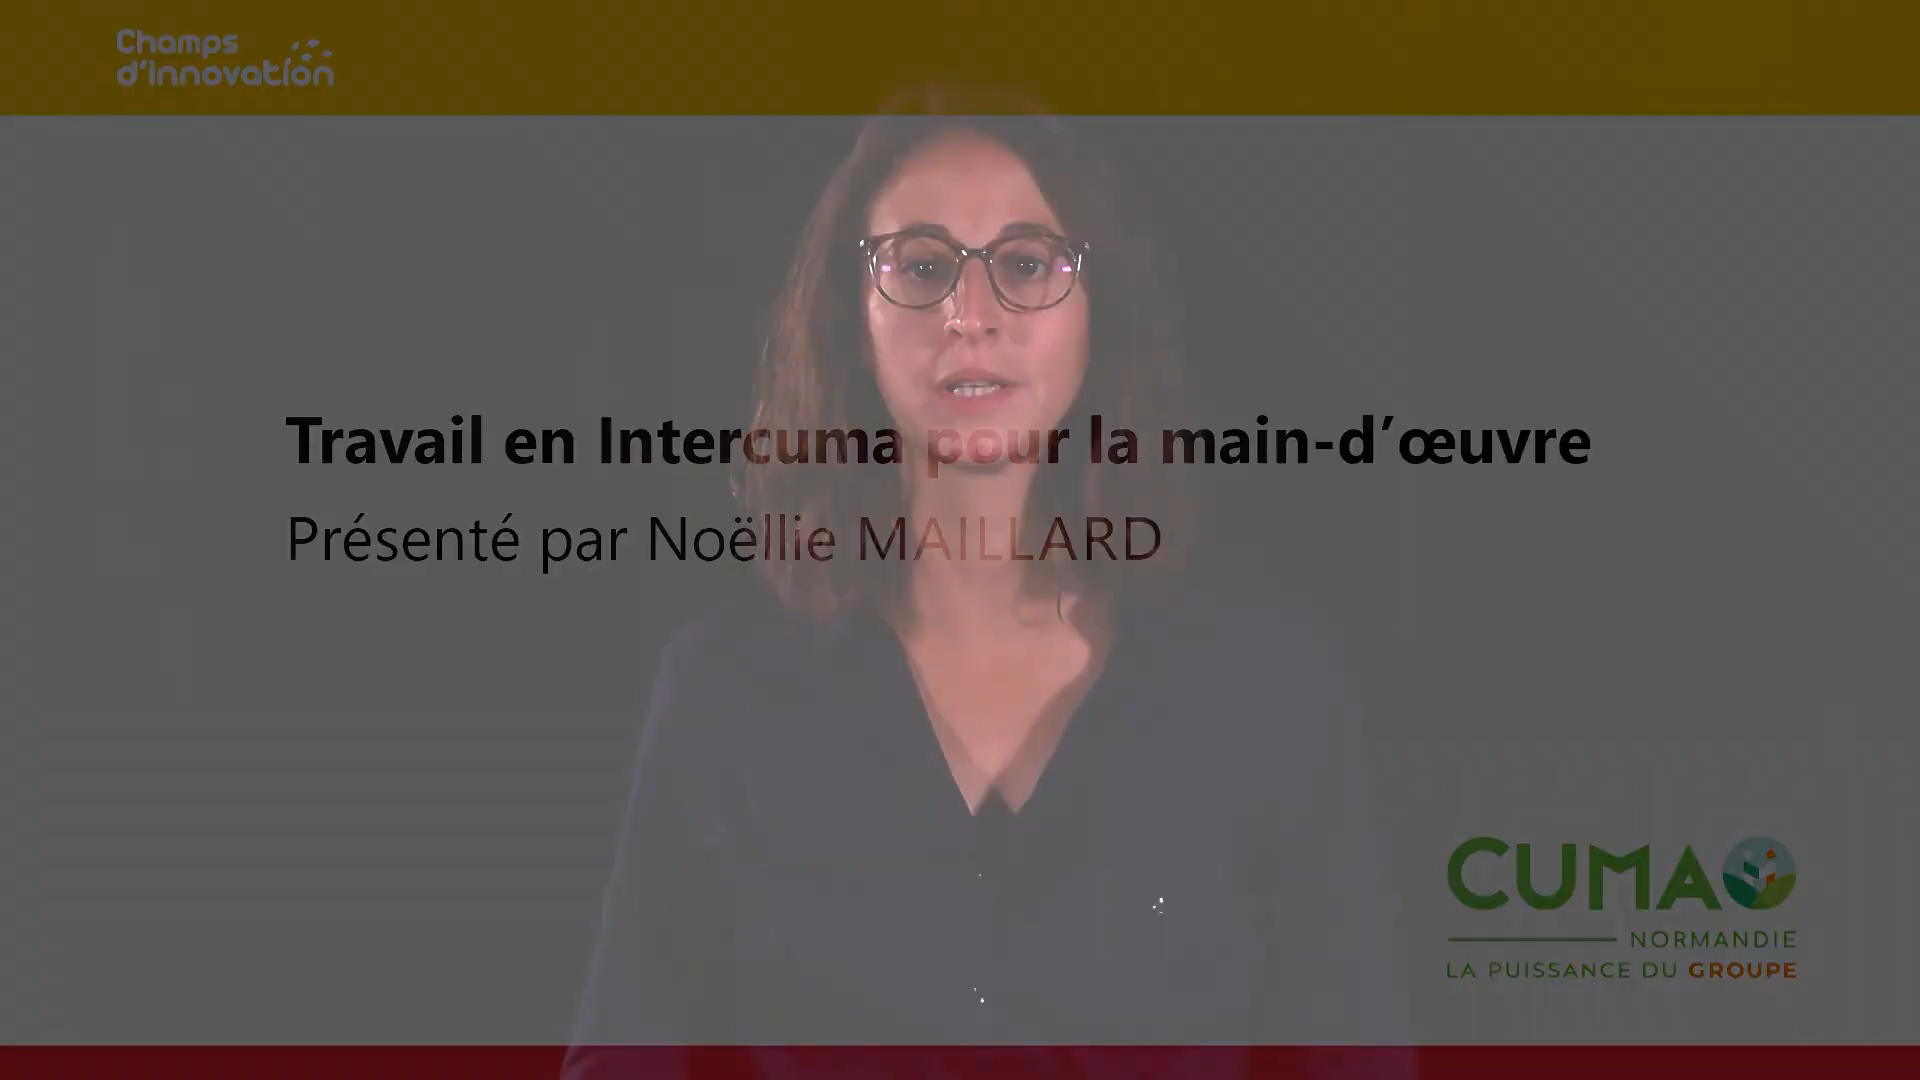 Champs
d'Innovation
Travail en Intercuma pour la main-d'œuvre
Présenté par Noëllie MAILLARD
CUMA
NORMANDIE
LA PUISSANCE DU GROUPE